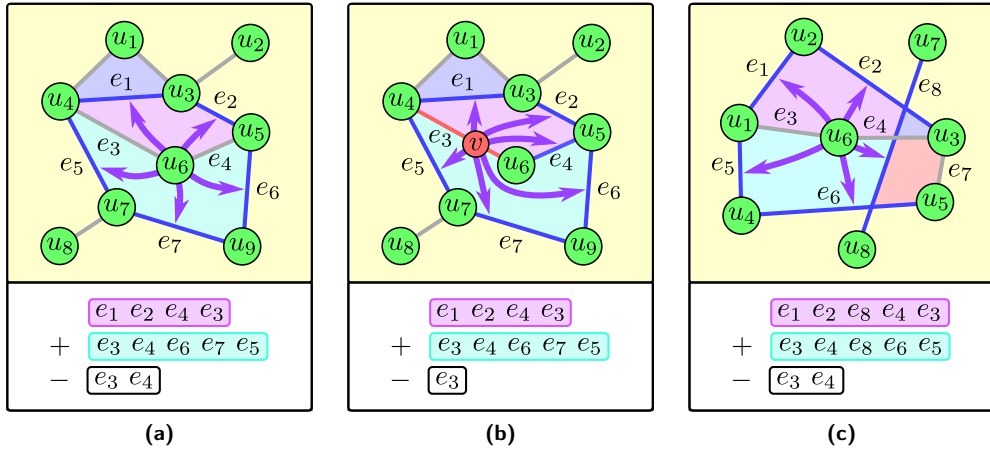 u1 u2
e1
u4 u3 e2
u5
e3 u6 e4
e5
e6
u7
u8 e7 u9
e1 e2 e4 e3
+ e3 e4 e6 e7 e5
− e3 e4
(a)
u1 u2
e1
u4 u3 e2
u5
e3 v e4
u6
e5
e6
u7
u8 e7 u9
e1 e2 e4 e3
+ e3 e4 e6 e7 e5
− e3
(b)
u2 u7
e1 e2
e8
u1 e3 u6 e4 u3
e5 e7
e6
u4 u5
u8
e1 e2 e8 e4 e3
+ e3 e4 e8 e6 e5
− e3 e4
(c)